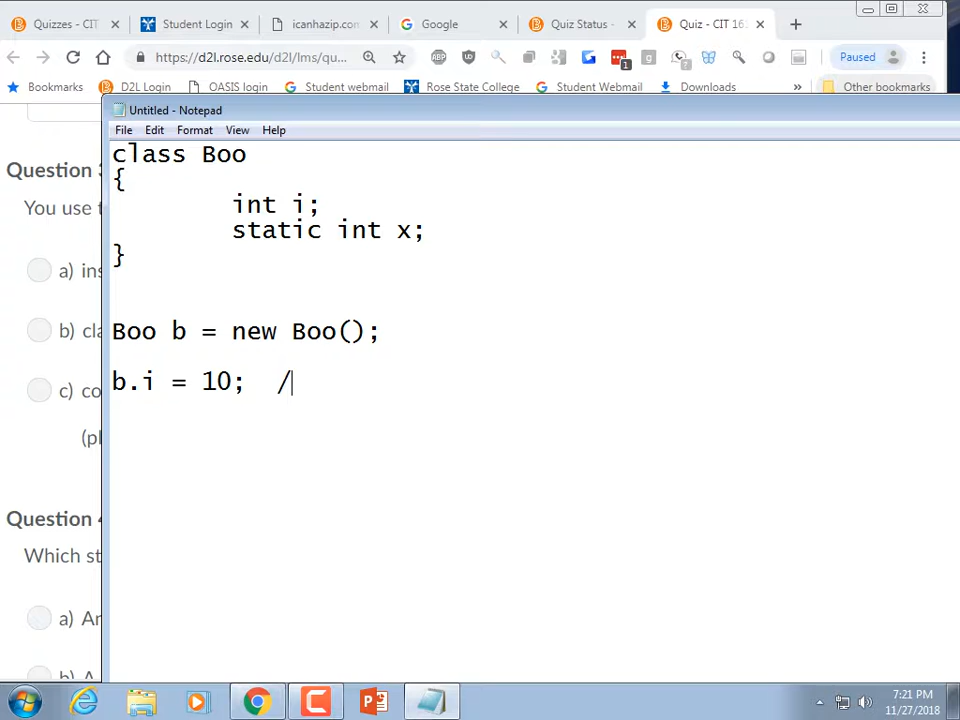 Quizzes - CIT
Student Login
icanhazip.com
Google
Quiz Status -
Quiz - CIT 16
https://d2l.rose.edu/d2l/lms/qu...
ABP
1
g
?
Paused
Bookmarks
D2L Login
OASIS login
Student webmail
Rose State College
Student Webmail
Downloads
»
Other bookmarks
Untitled - Notepad
File Edit Format View Help
class Boo
{
int i;
static int x;
}
Boo b = new Boo();
b.i = 10; /
Question
You use t
a) ins
b) cla
c) co
(pl
Question
Which st
a) Ar
b) A
7:21 PM
11/27/2018